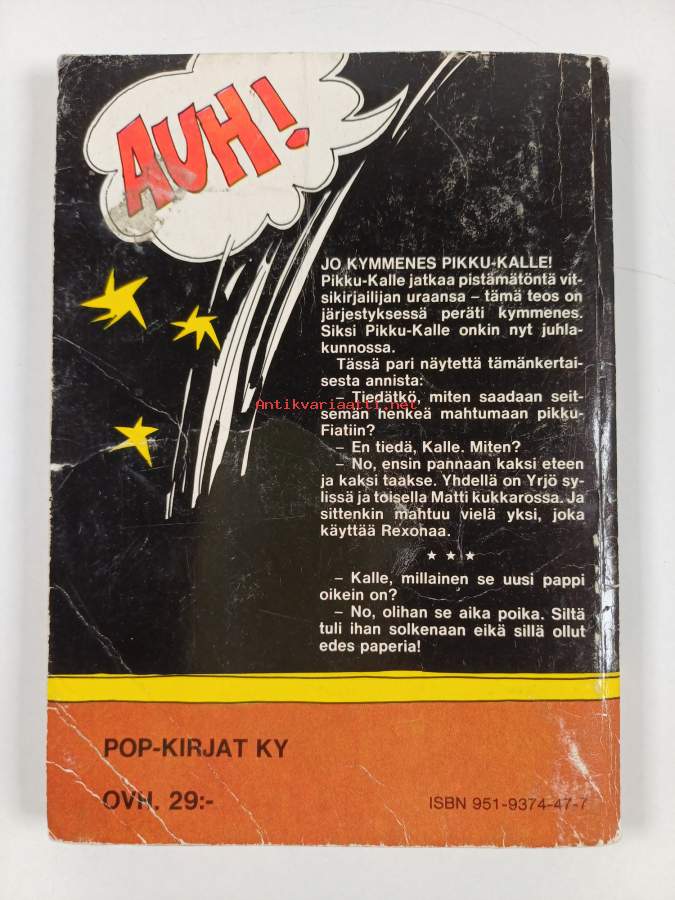 AUH!
JO KYMMENES PIKKU-KALLE!
Pikku-Kalle jatkaa pistämätöntä vit-
sikirjailijan uraansa – tämä teos on
järjestyksessä peräti kymmenes.
Siksi Pikku-Kalle onkin nyt juhla-
kunnossa.
Tässä pari näytettä tämänkertai-
sesta annista:
– Tiedätkö, miten saadaan seit-
semän henkeä mahtumaan pikku-
Fiatiin?
– En tiedä, Kalle. Miten?
– No, ensin pannaan kaksi eteen
ja kaksi taakse. Yhdellä on Yrjö sy-
lissä ja toisella Matti kukkarossa. Ja
sittenkin mahtuu vielä yksi, joka
käyttää Rexohaa.
– Kalle, millainen se uusi pappi
oikein on?
– No, olihan se aika poika. Siltä
tuli ihan solkenaan eikä sillä ollut
edes paperia!
POP-KIRJAT KY
OVH. 29:-
ISBN 951-9374-47-7
Antikvariaatti.net